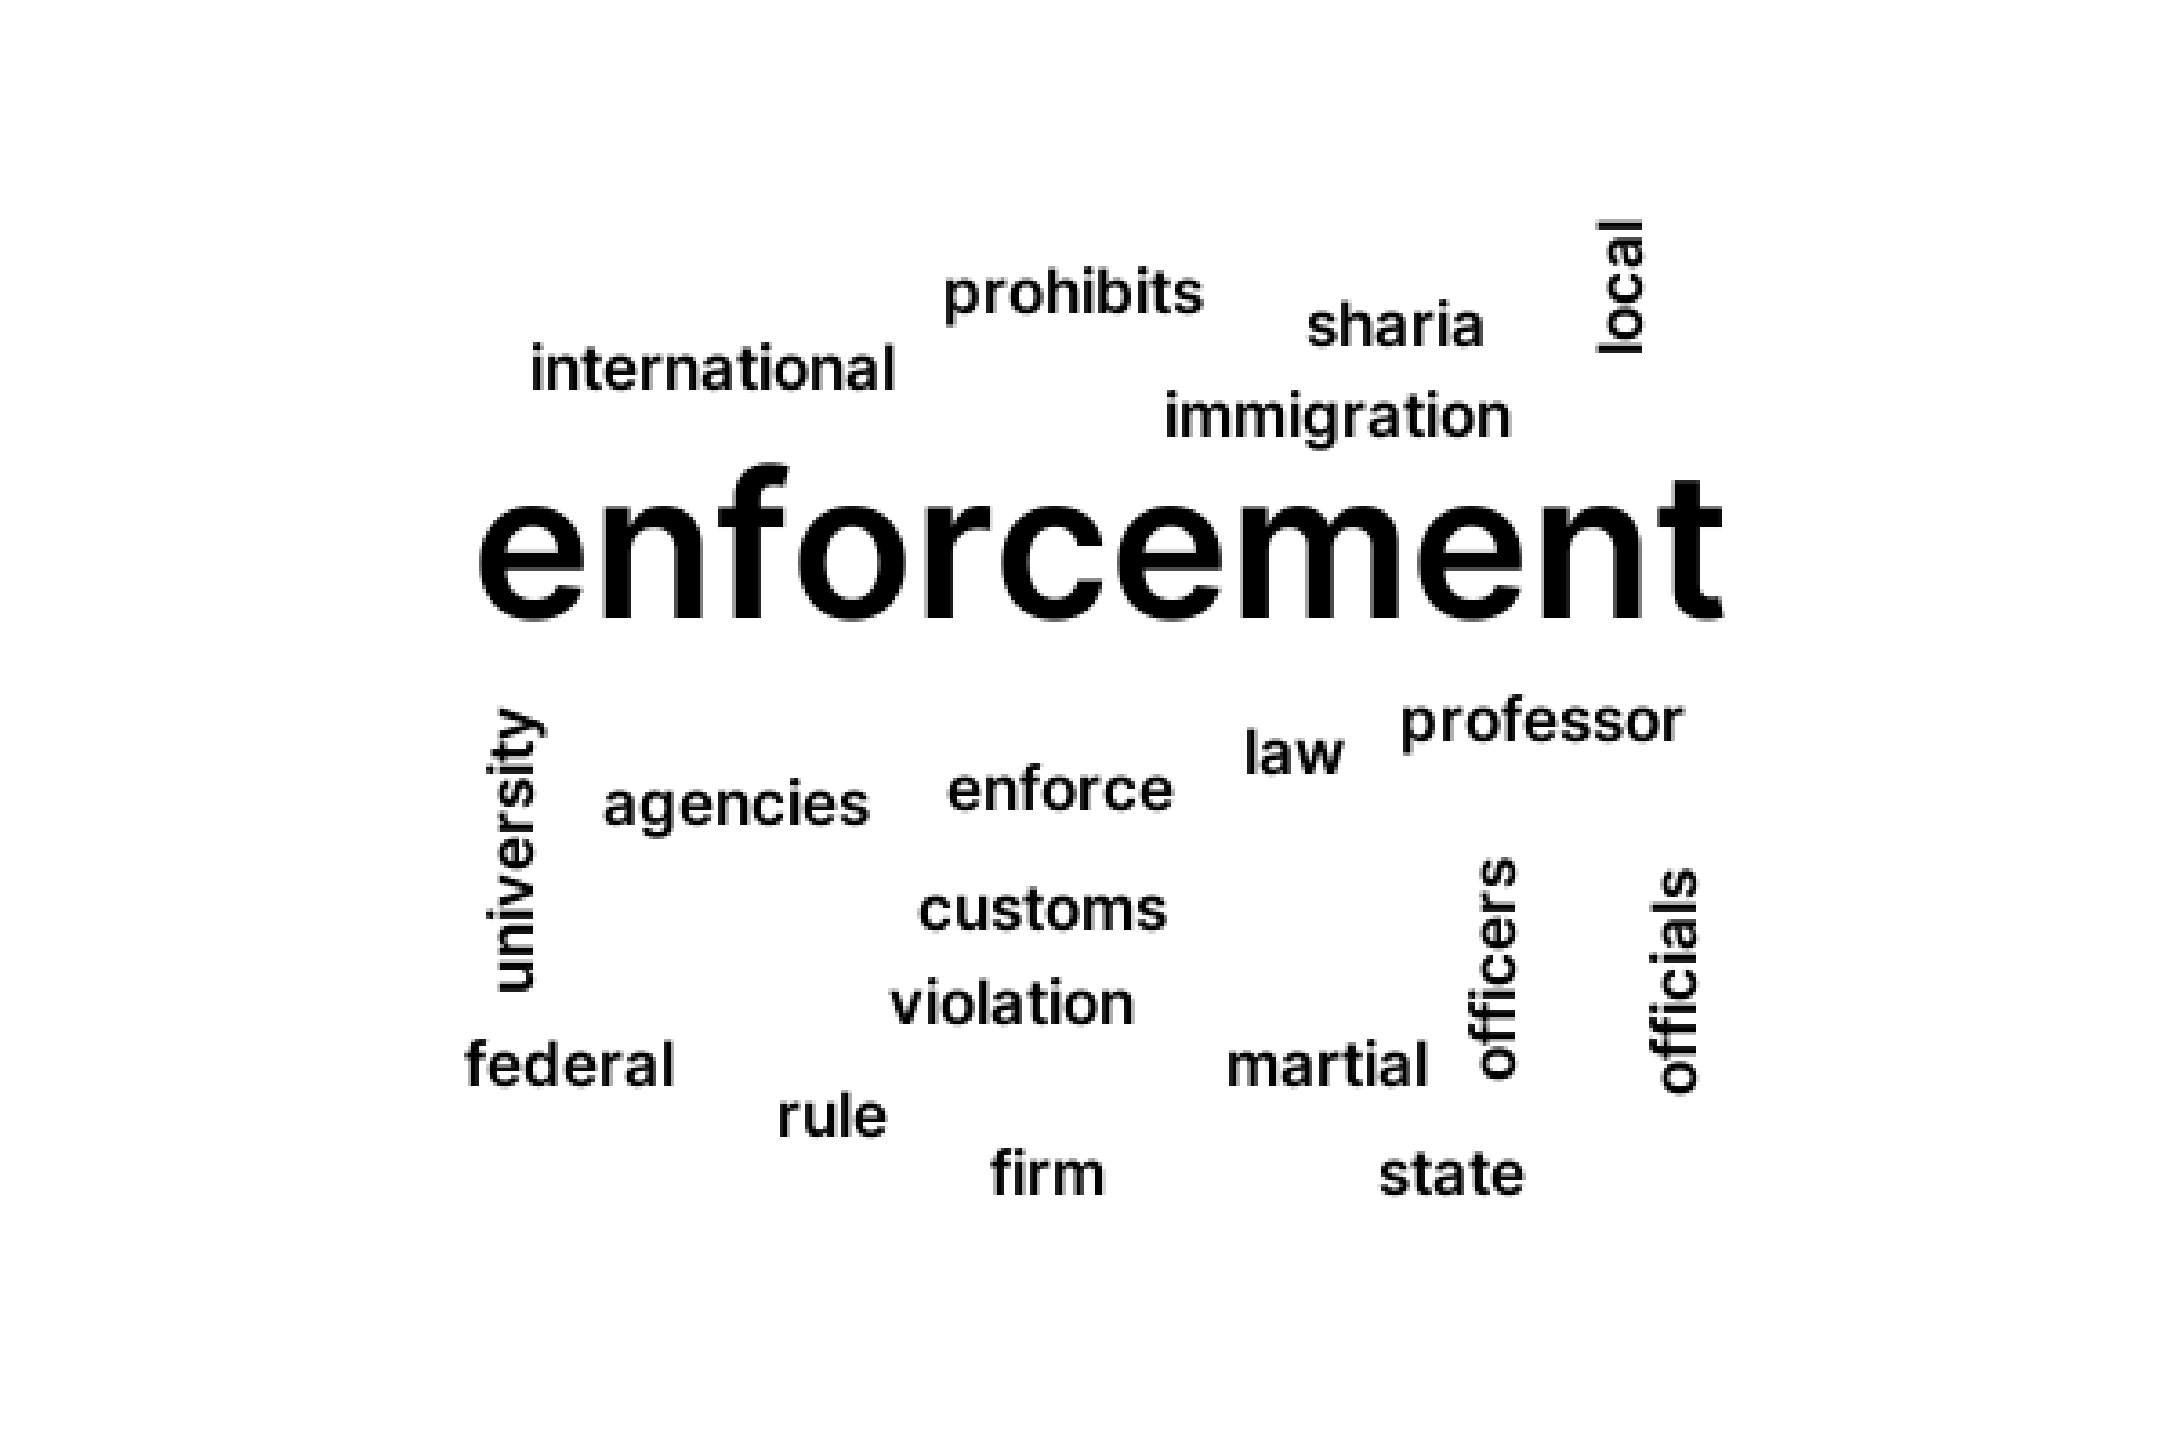 local
prohibits
sharia
international
immigration
enforcement
university
professor
law
enforce
agencies
customs
officers
officials
violation
federal
martial
rule
firm
state